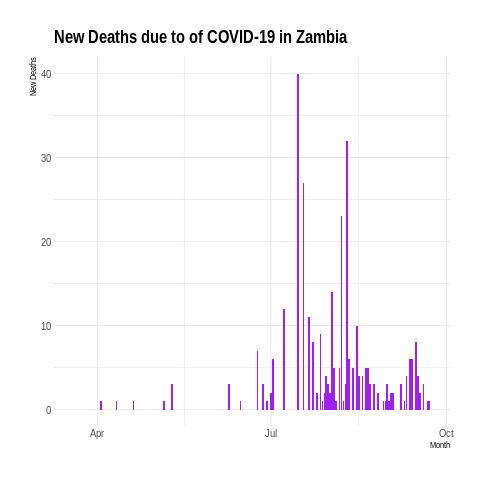 New Deaths due to of COVID-19 in Zambia
New Deaths
40
30
20
10
0
Apr
Jul
Oct
Month